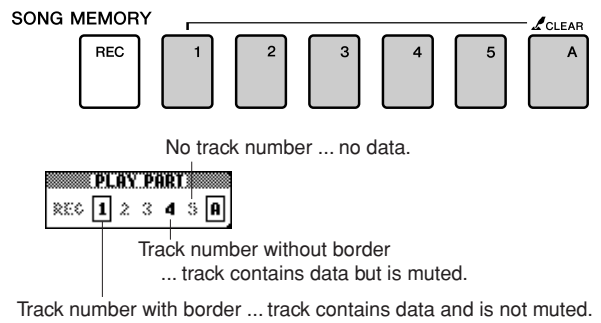 SONG MEMORY
CLEAR
REC 1 2 3 4 5 A
No track number ... no data.
PLAY PART
REC 1 2 3 4 5 A
Track number without border
... track contains data but is muted.
Track number with border ... track contains data and is not muted.